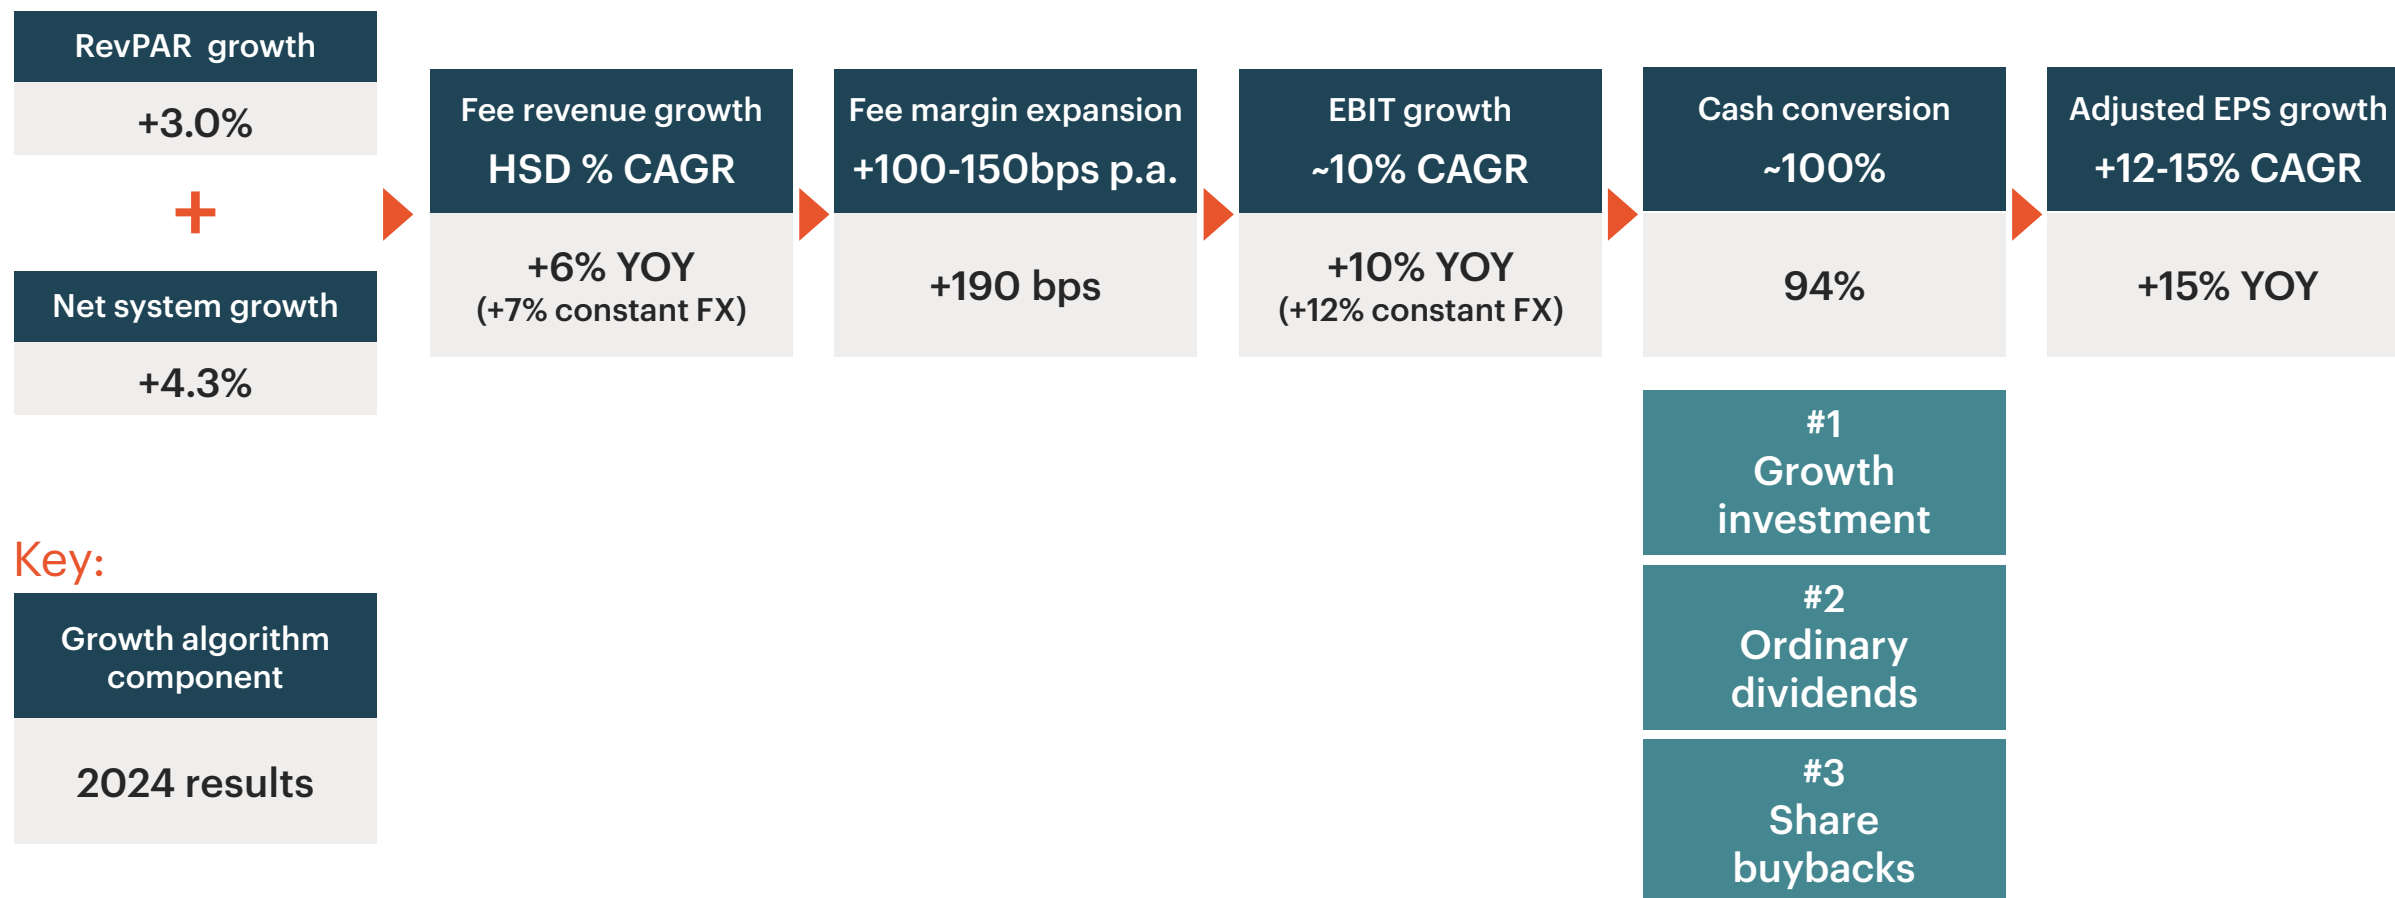 RevPAR growth
+3.0%
+
Net system growth
+4.3%
Fee revenue growth
HSD % CAGR
+6% YOY
(+7% constant FX)
Fee margin expansion
+100-150bps p.a.
+190 bps
EBIT growth
~10% CAGR
+10% YOY
(+12% constant FX)
Cash conversion
~100%
94%
#1
Growth
investment
#2
Ordinary
dividends
#3
Share
buybacks
Adjusted EPS growth
+12-15% CAGR
+15% YOY
Key:
Growth algorithm
component
2024 results